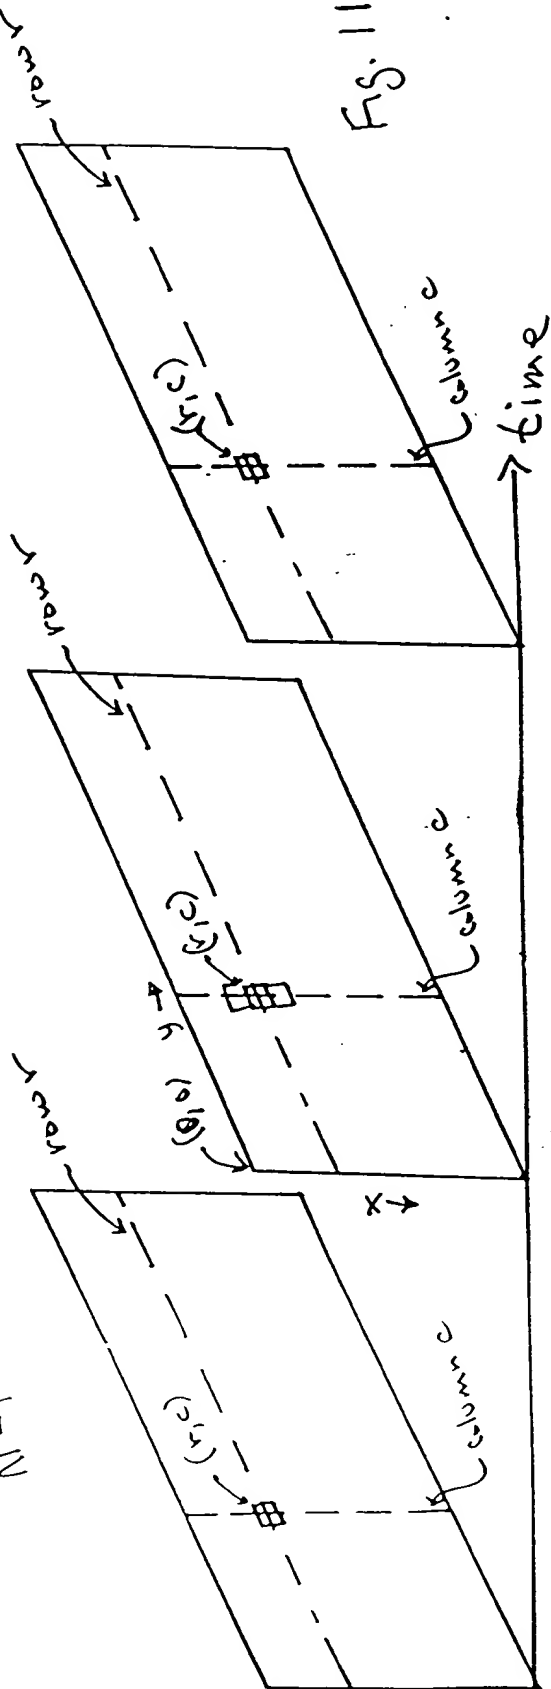 row r
(r,c)
column c
row r
(0,0)
y
(r,c)
x
column c
row r
(r,c)
column c
time
Fig. 11